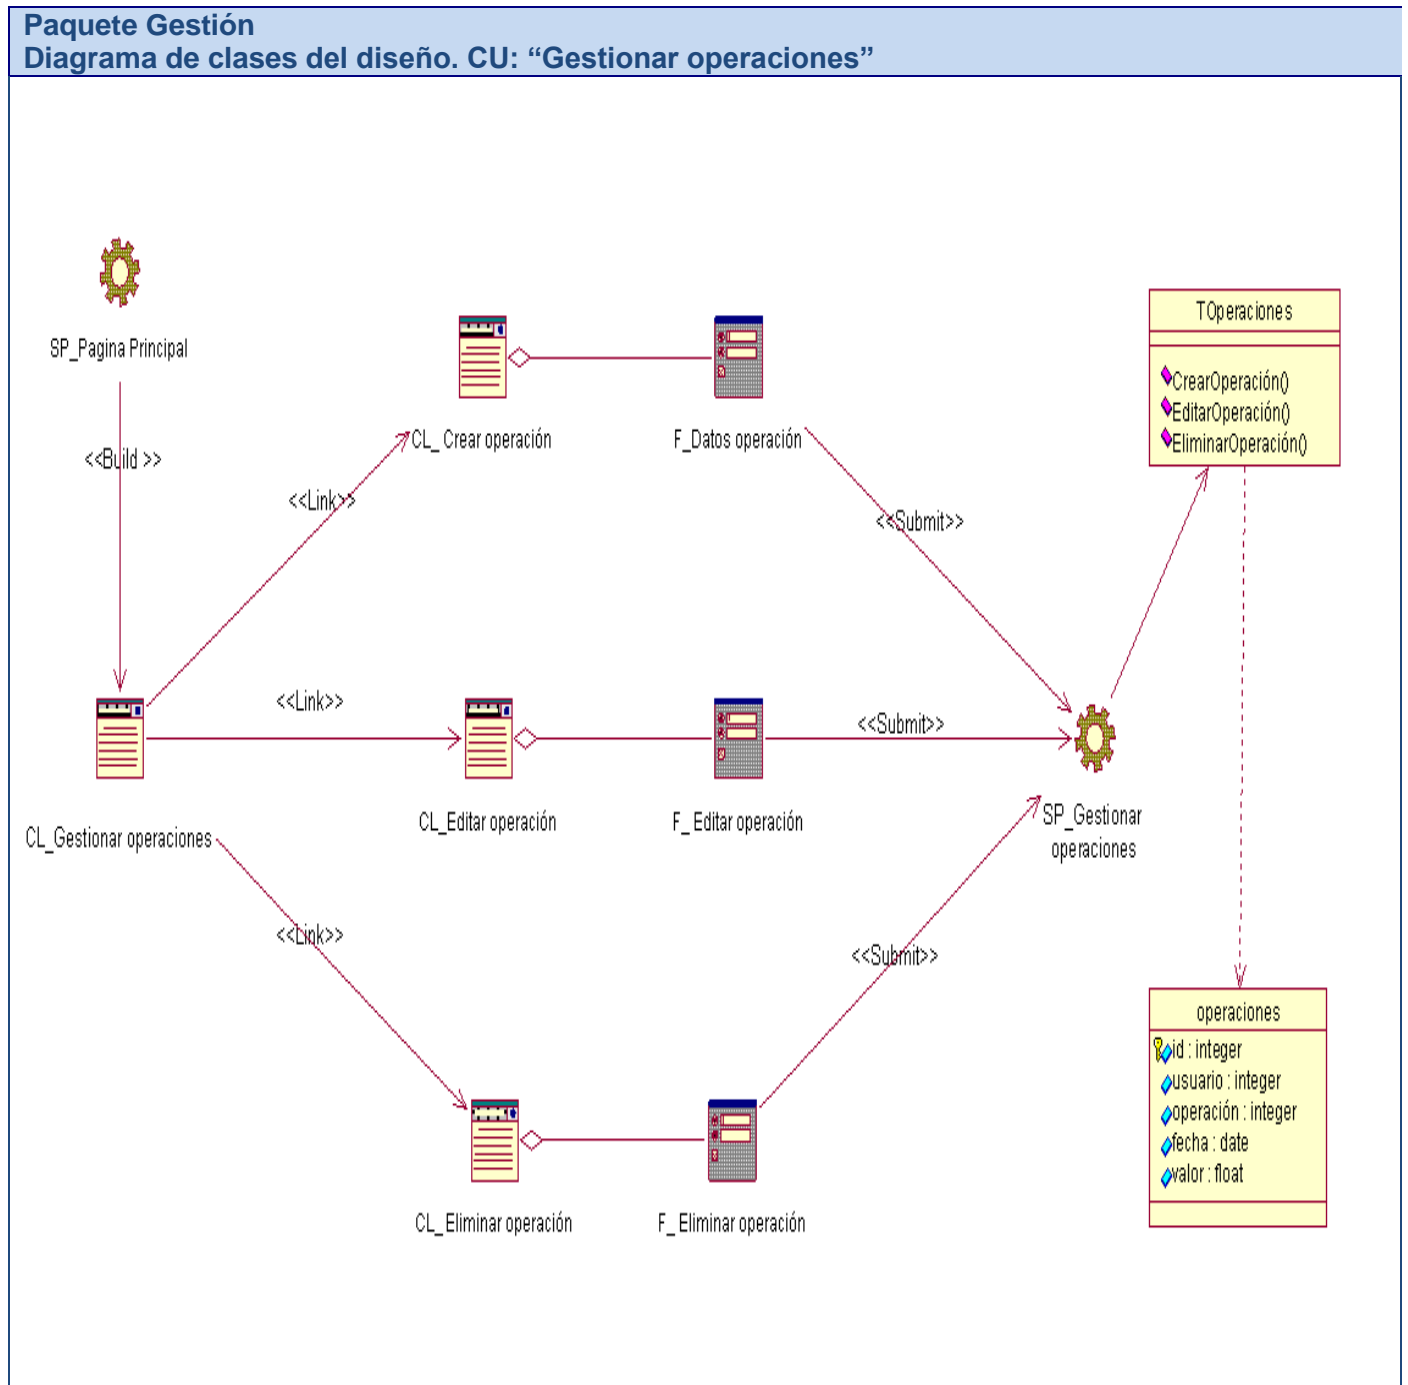 Paquete Gestión
Diagrama de clases del diseño. CU: “Gestionar operaciones”
SP_Pagina Principal
<<Build >>
CL_ Crear operación
F_Datos operación
TOperaciones
CrearOperación()
EditarOperación()
EliminarOperación()
<<Link>>
<<Submit>>
<<Link>>
<<Submit>>
CL_Gestionar operaciones
CL_Editar operación
F_ Editar operación
SP_Gestionar
operaciones
<<Link>>
<<Submit>>
operaciones
id : integer
usuario : integer
operación : integer
fecha : date
valor : float
CL_Eliminar operación
F_ Eliminar operación